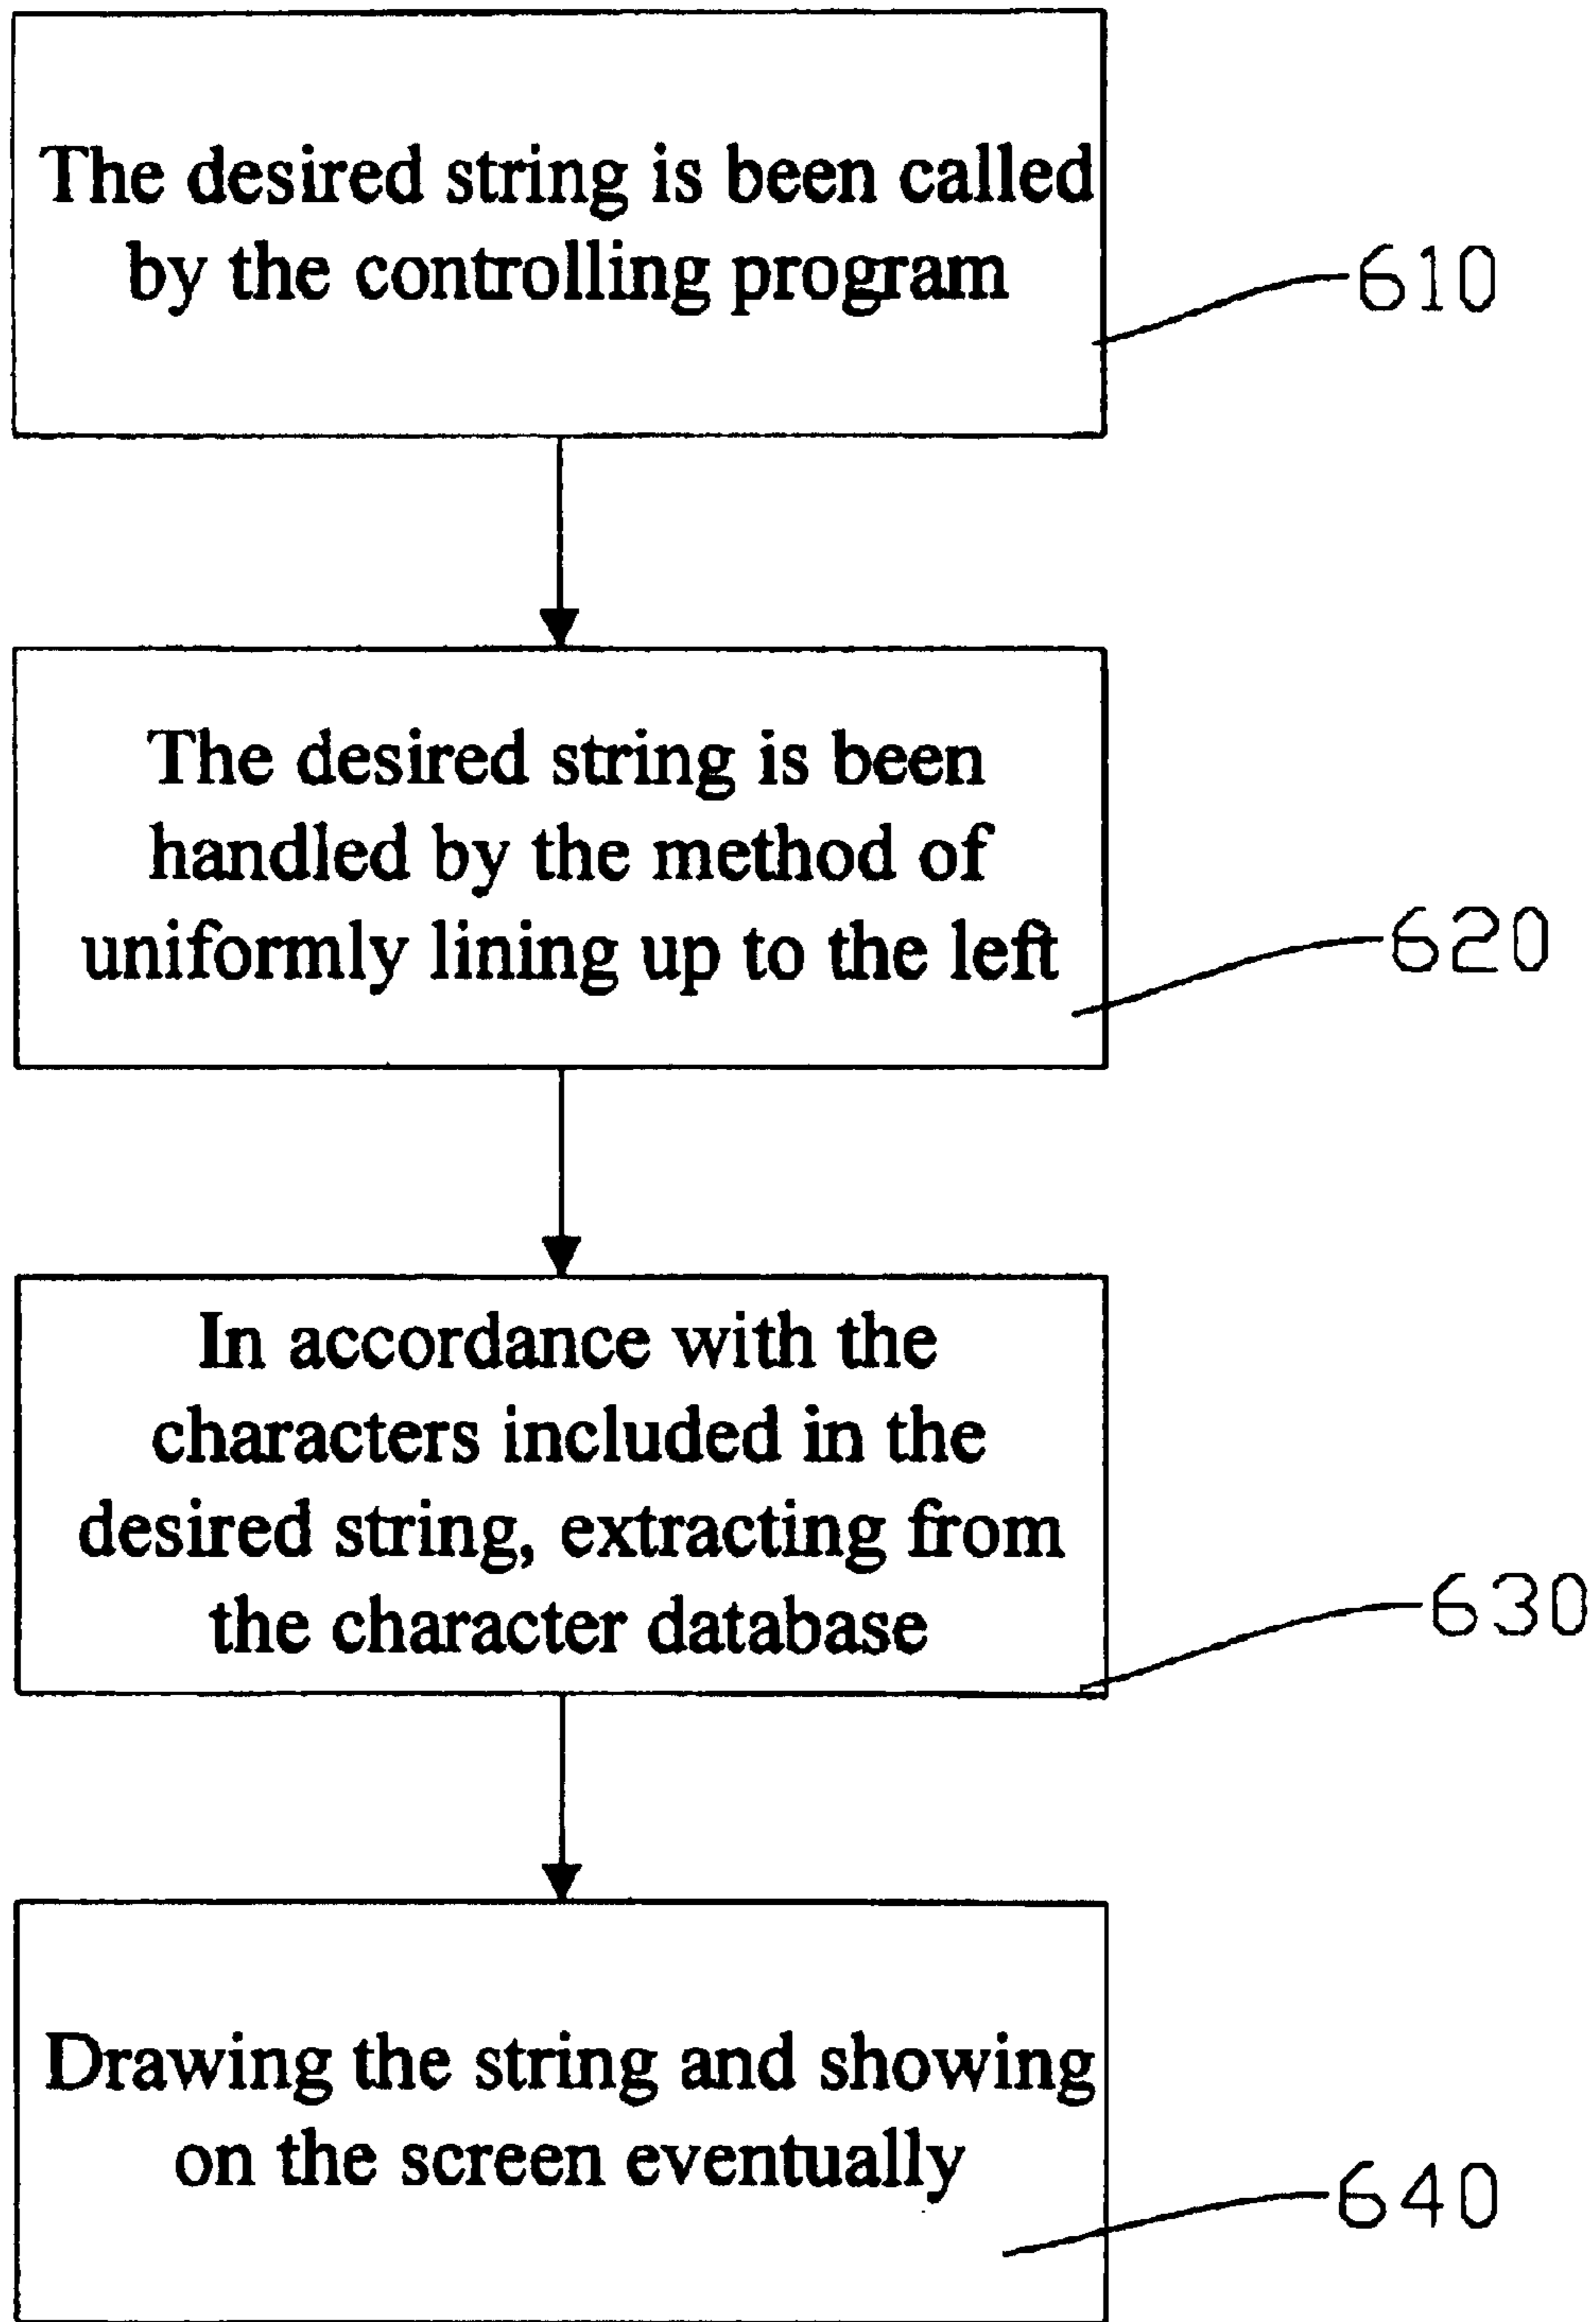 The desired string is been called
by the controlling program
610
The desired string is been
handled by the method of
uniformly lining up to the left
620
In accordance with the
characters included in the
desired string, extracting from
the character database
630
Drawing the string and showing
on the screen eventually
640